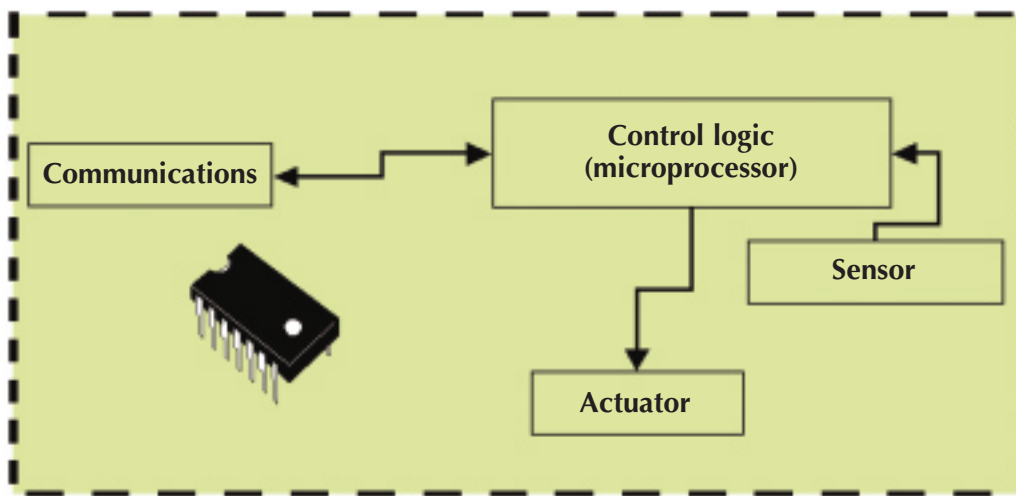 Communications
Control logic
(microprocessor)
Sensor
Actuator